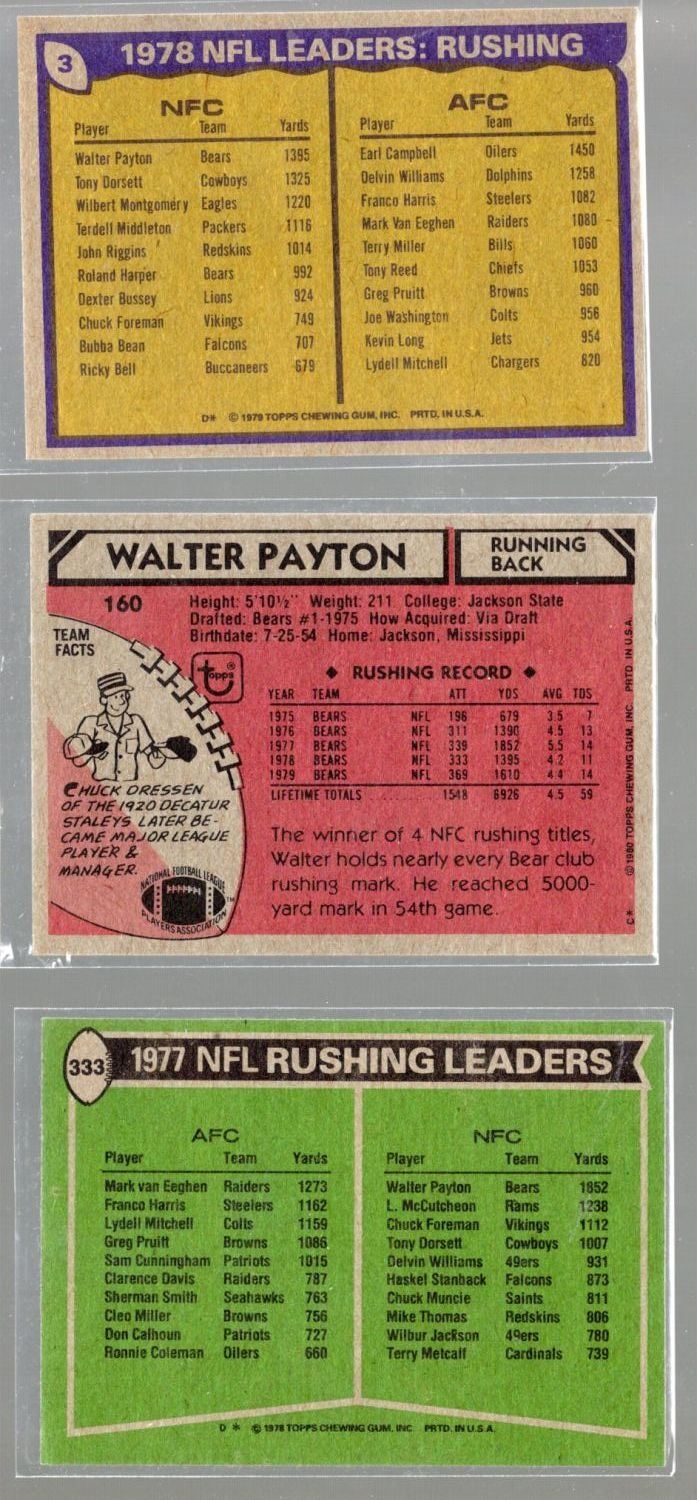 3
1978 NFL LEADERS: RUSHING
NFC
Player Team Yards
Walter Payton Bears 1395
Tony Dorsett Cowboys 1325
Wilbert Montgomery Eagles 1220
Terdell Middleton Packers 1116
John Riggins Redskins 1014
Roland Harper Bears 992
Dexter Bussey Lions 924
Chuck Foreman Vikings 749
Bubba Bean Falcons 707
Ricky Bell Buccaneers 679
AFC
Player Team Yards
Earl Campbell Oilers 1450
Delvin Williams Dolphins 1258
Franco Harris Steelers 1082
Mark Van Eeghen Raiders 1080
Terry Miller Bills 1060
Tony Reed Chiefs 1053
Greg Pruitt Browns 960
Joe Washington Colts 956
Kevin Long Jets 954
Lydell Mitchell Chargers 820
D* © 1979 TOPPS CHEWING GUM, INC. PRTD. IN U.S.A.
WALTER PAYTON
RUNNING
BACK
160
Height: 5'10½" Weight: 211 College: Jackson State
Drafted: Bears #1-1975 How Acquired: Via Draft
Birthdate: 7-25-54 Home: Jackson, Mississippi
TEAM
FACTS
topps ®
CHUCK DRESSEN
OF THE 1920 DECATUR
STALEYS LATER BE-
CAME MAJOR LEAGUE
PLAYER &
MANAGER.
NATIONAL FOOTBALL LEAGUE
PLAYERS ASSOCIATION ™
◆ RUSHING RECORD ◆
YEAR TEAM ATT YDS AVG TDS
1975 BEARS NFL 196 679 3.5 7
1976 BEARS NFL 311 1390 4.5 13
1977 BEARS NFL 339 1852 5.5 14
1978 BEARS NFL 333 1395 4.2 11
1979 BEARS NFL 369 1610 4.4 14
LIFETIME TOTALS ........ 1548 6926 4.5 59
The winner of 4 NFC rushing titles,
Walter holds nearly every Bear club
rushing mark. He reached 5000-
yard mark in 54th game.
C* © 1980 TOPPS CHEWING GUM, INC. PRTD. IN U.S.A.
333
1977 NFL RUSHING LEADERS
AFC
Player Team Yards
Mark van Eeghen Raiders 1273
Franco Harris Steelers 1162
Lydell Mitchell Colts 1159
Greg Pruitt Browns 1086
Sam Cunningham Patriots 1015
Clarence Davis Raiders 787
Sherman Smith Seahawks 763
Cleo Miller Browns 756
Don Calhoun Patriots 727
Ronnie Coleman Oilers 660
NFC
Player Team Yards
Walter Payton Bears 1852
L. McCutcheon Rams 1238
Chuck Foreman Vikings 1112
Tony Dorsett Cowboys 1007
Delvin Williams 49ers 931
Haskel Stanback Falcons 873
Chuck Muncie Saints 811
Mike Thomas Redskins 806
Wilbur Jackson 49ers 780
Terry Metcalf Cardinals 739
D * © 1978 TOPPS CHEWING GUM, INC. PRTD. IN U.S.A.